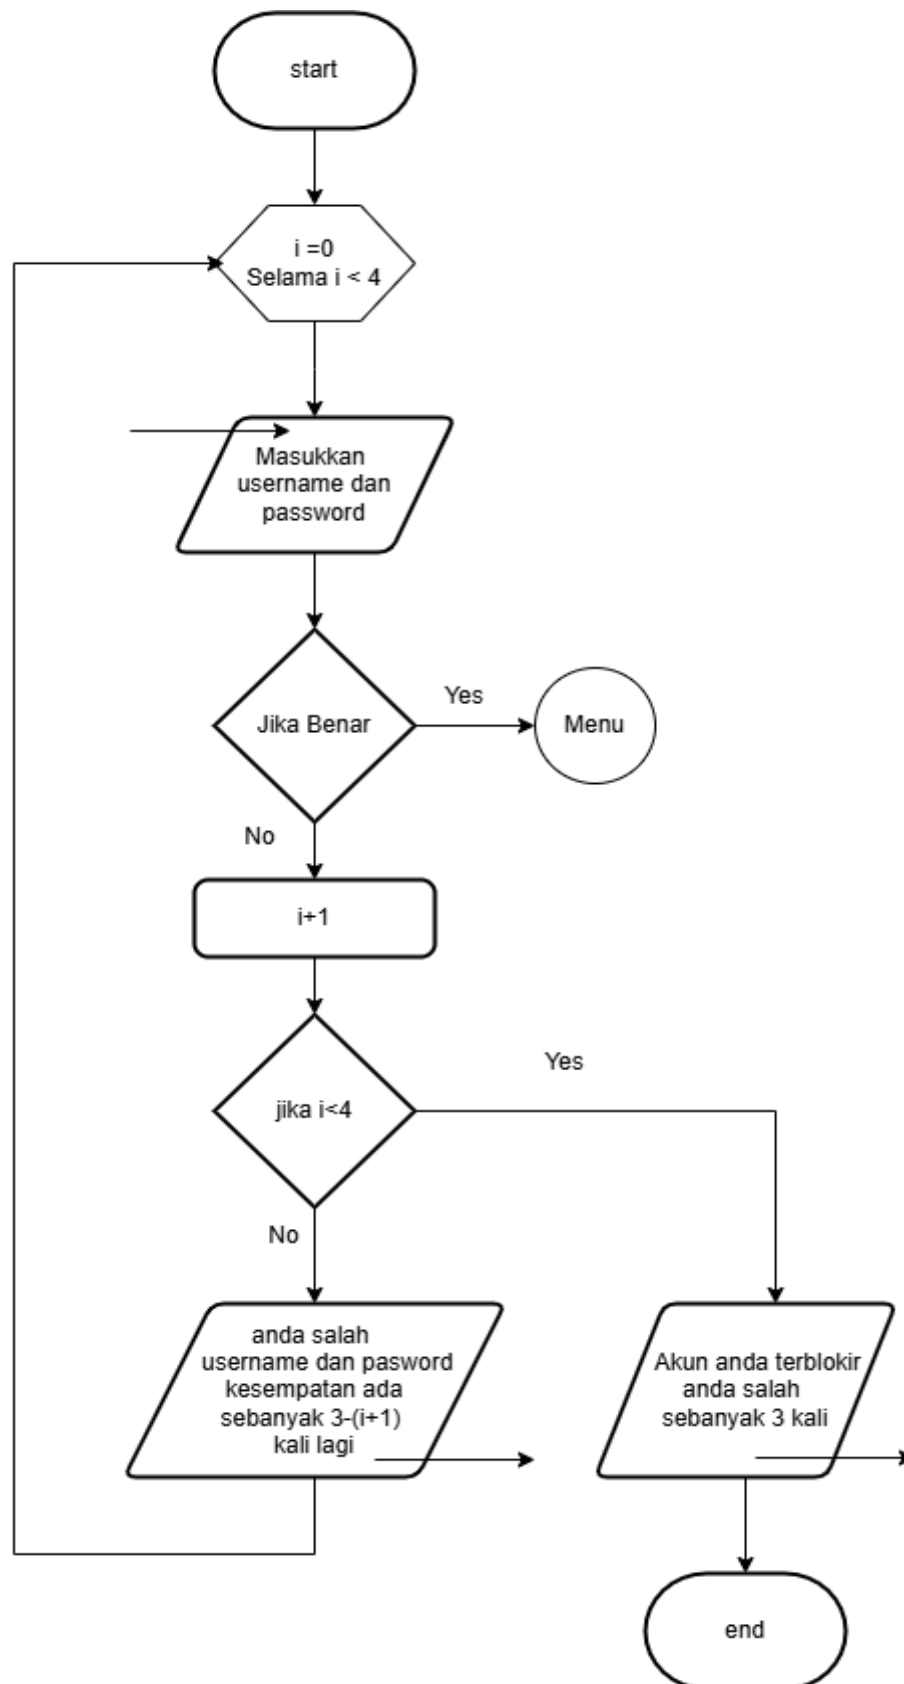 start
i =0
Selama i < 4
Masukkan
username dan
password
Jika Benar
Yes
Menu
No
i+1
jika i<4
Yes
No
anda salah
username dan pasword
kesempatan ada
sebanyak 3-(i+1)
kali lagi
Akun anda terblokir
anda salah
sebanyak 3 kali
end